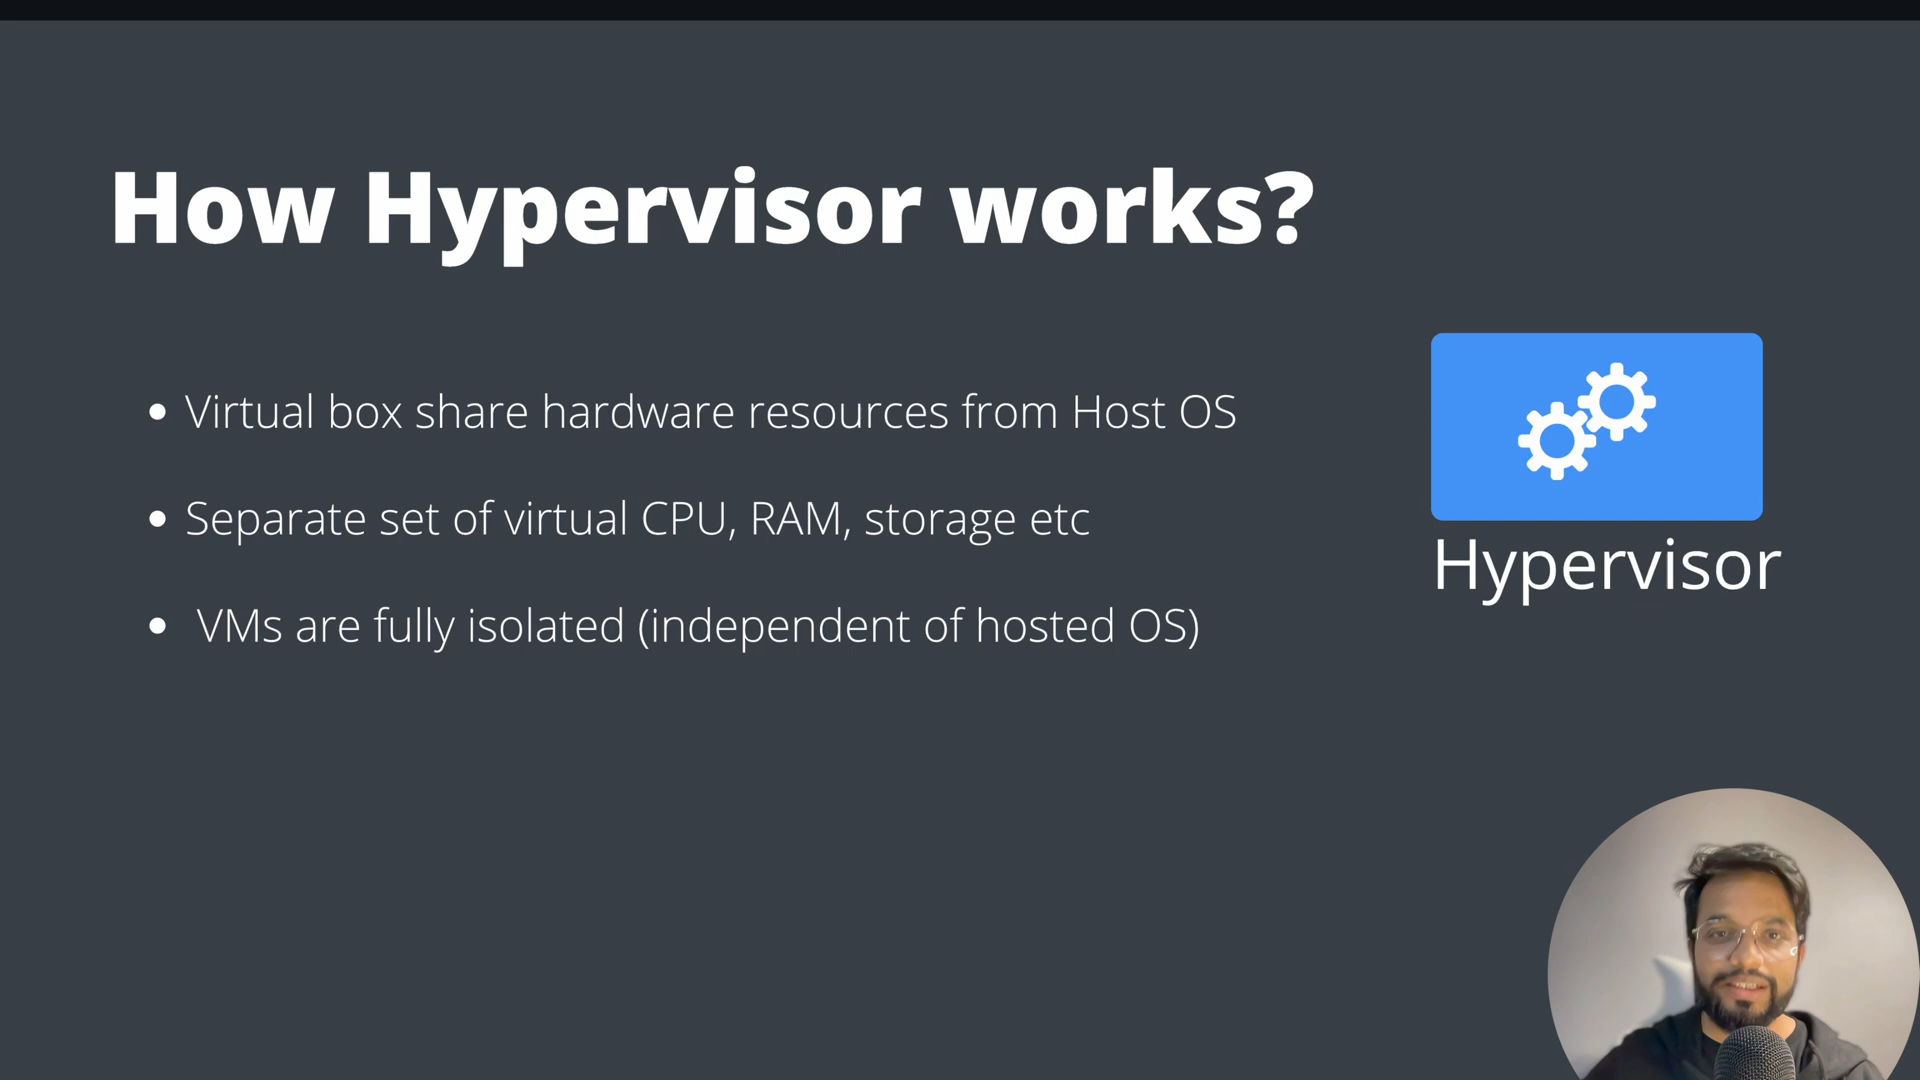 How Hypervisor works?
Virtual box share hardware resources from Host OS
Separate set of virtual CPU, RAM, storage etc
VMs are fully isolated (independent of hosted OS)
Hypervisor